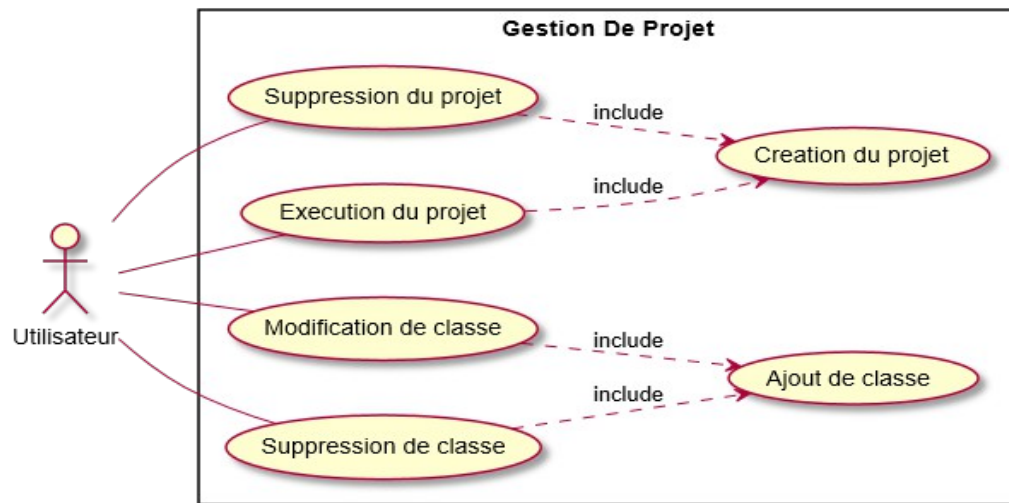 Gestion De Projet
Suppression du projet
include
Creation du projet
Execution du projet
include
Utilisateur
Modification de classe
include
Ajout de classe
include
Suppression de classe